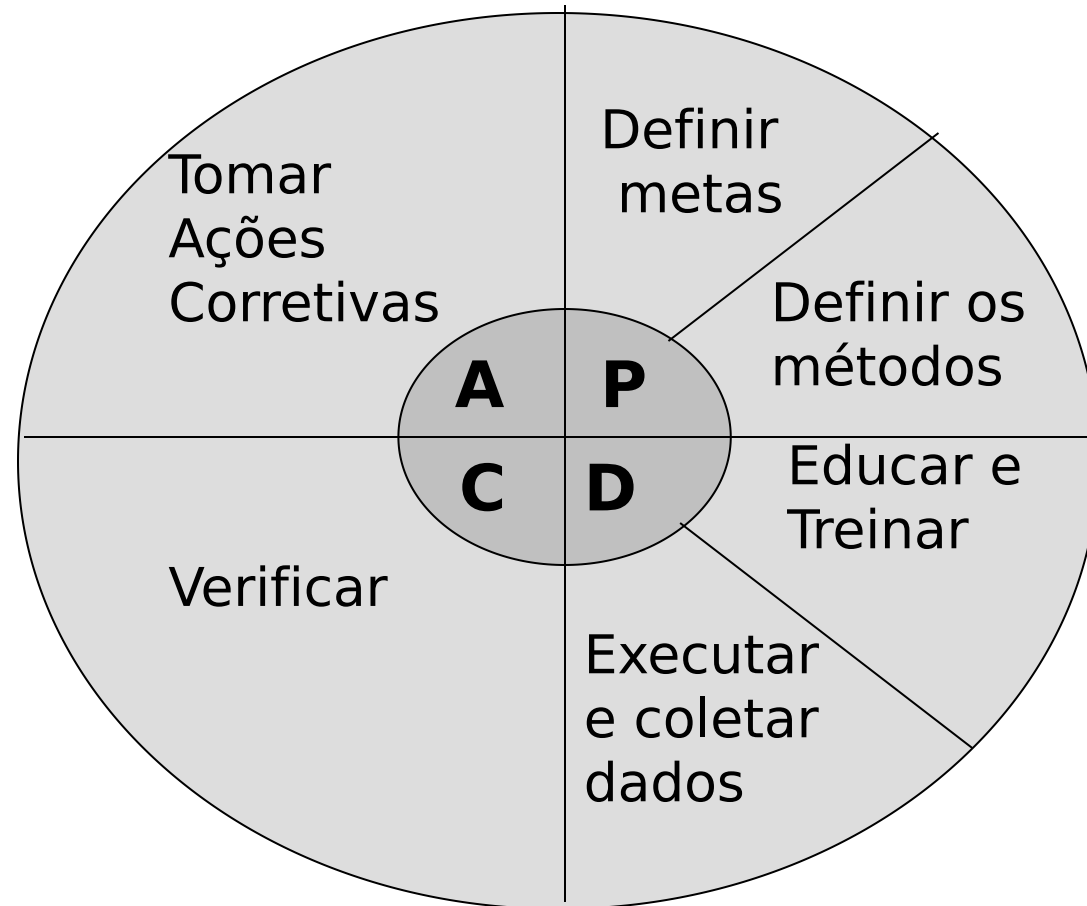 Definir
metas
Tomar
Ações
Corretivas
Definir os
métodos
A P
C D
Educar e
Treinar
Verificar
Executar
e coletar
dados